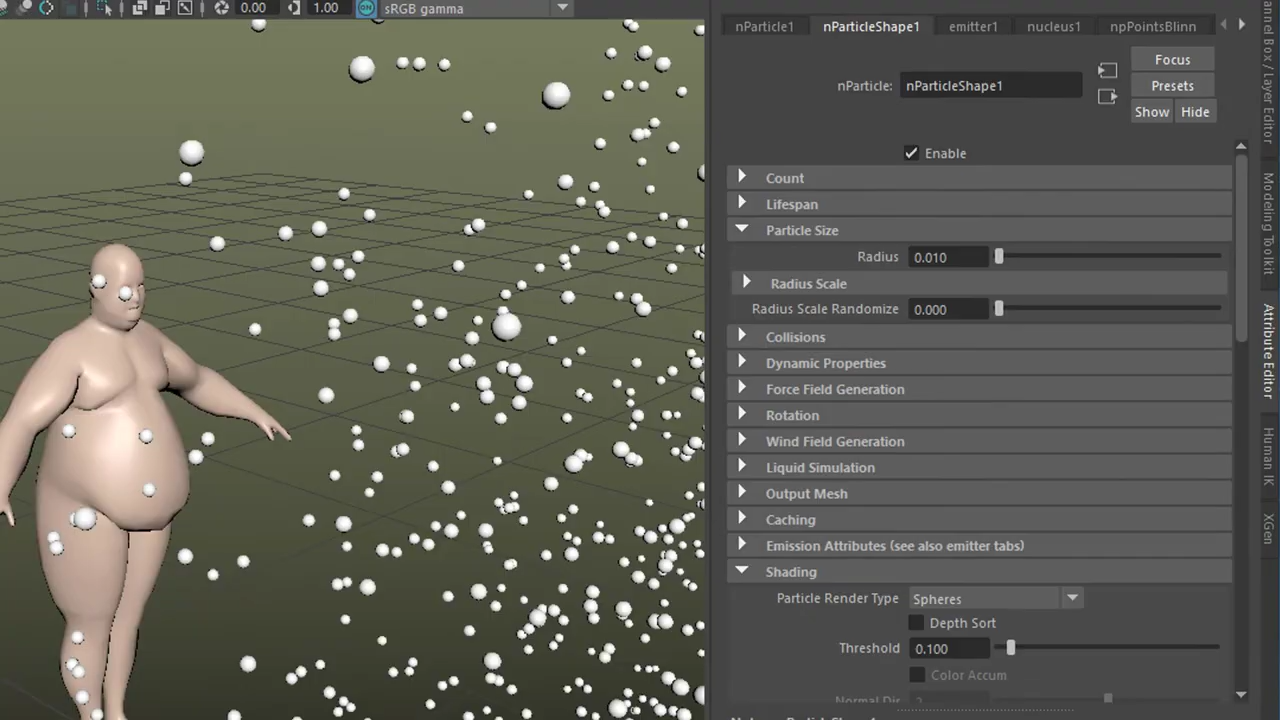 0.00
1.00
ON
sRGB gamma
nParticle1
nParticleShape1
emitter1
nucleus1
npPointsBlinn
nParticle:
nParticleShape1
Focus
Presets
Show
Hide
Enable
Count
Lifespan
Particle Size
Radius
0.010
Radius Scale
Radius Scale Randomize
0.000
Collisions
Dynamic Properties
Force Field Generation
Rotation
Wind Field Generation
Liquid Simulation
Output Mesh
Caching
Emission Attributes (see also emitter tabs)
Shading
Particle Render Type
Spheres
Depth Sort
Threshold
0.100
Color Accum
Box / Layer Editor
Modeling Toolkit
Attribute Editor
Human IK
XGen